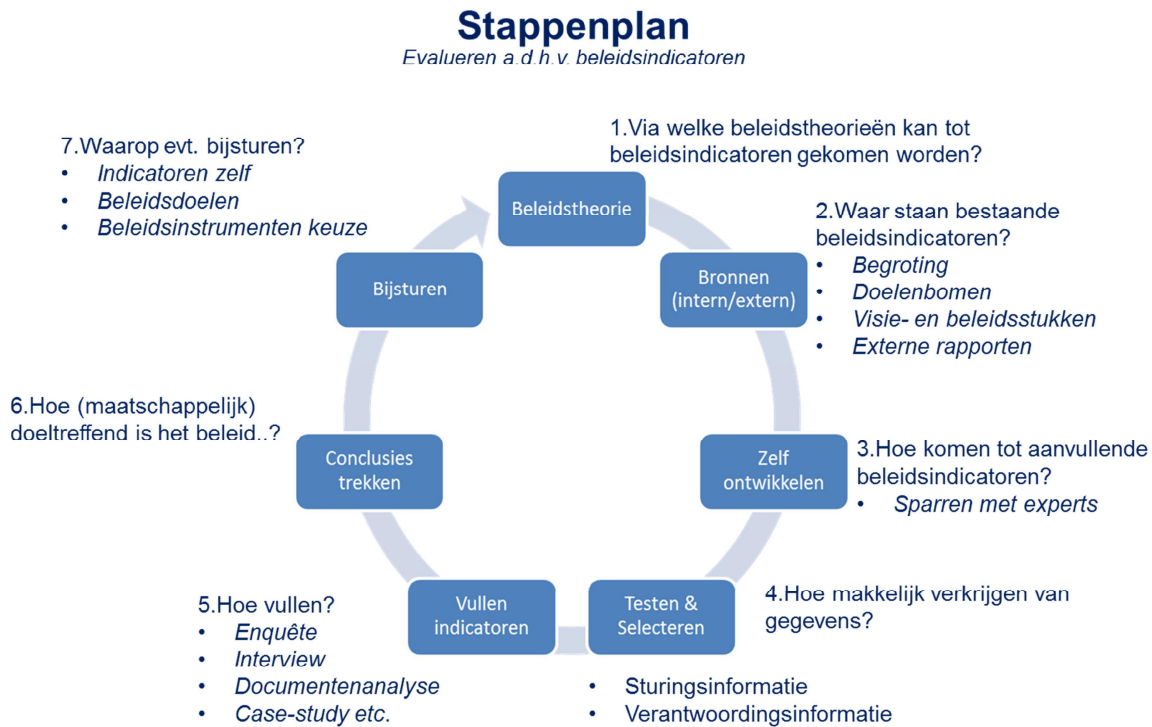 Stappenplan
Evalueren a.d.h.v. beleidsindicatoren
1.Via welke beleidstheorieën kan tot
beleidsindicatoren gekomen worden?
Beleidstheorie
2.Waar staan bestaande
beleidsindicatoren?
• Begroting
• Doelenbomen
• Visie- en beleidsstukken
• Externe rapporten
Bronnen
(intern/extern)
3.Hoe komen tot aanvullende
beleidsindicatoren?
• Sparren met experts
Zelf
ontwikkelen
4.Hoe makkelijk verkrijgen van
gegevens?
Testen &
Selecteren
• Sturingsinformatie
• Verantwoordingsinformatie
5.Hoe vullen?
• Enquête
• Interview
• Documentenanalyse
• Case-study etc.
Vullen
indicatoren
6.Hoe (maatschappelijk)
doeltreffend is het beleid..?
Conclusies
trekken
7.Waarop evt. bijsturen?
• Indicatoren zelf
• Beleidsdoelen
• Beleidsinstrumenten keuze
Bijsturen